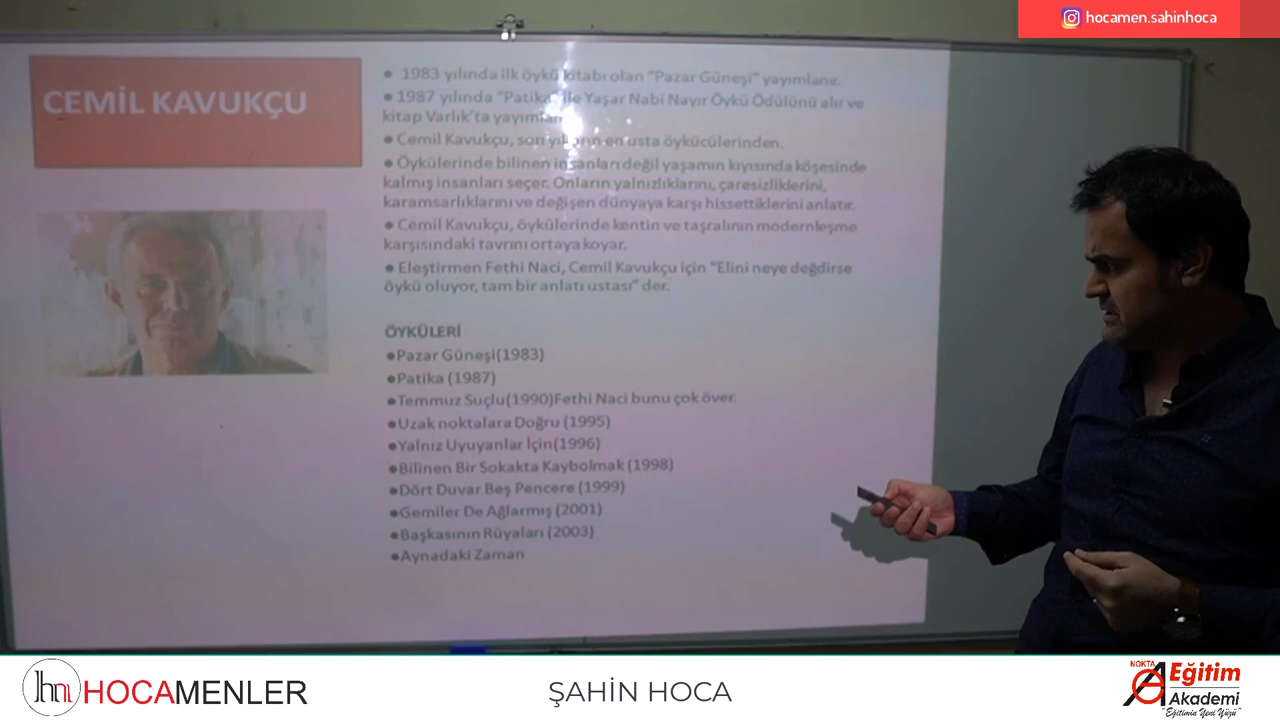 hocamen.sahinhoca
CEMİL KAVUKÇU
● 1983 yılında ilk öykü kitabı olan "Pazar Güneşi" yayımlanır.
● 1987 yılında "Patika" ile Yaşar Nabi Nayır Öykü Ödülünü alır ve
kitap Varlık'ta yayımlanır.
● Cemil Kavukçu, son yılların en usta öykücülerinden.
● Öykülerinde bilinen insanları değil yaşamın kıyısında köşesinde
kalmış insanları seçer. Onların yalnızlıklarını, çaresizliklerini,
karamsarlıklarını ve değişen dünyaya karşı hissettiklerini anlatır.
● Cemil Kavukçu, öykülerinde kentin ve taşralının modernleşme
karşısındaki tavrını ortaya koyar.
● Eleştirmen Fethi Naci, Cemil Kavukçu için "Elini neye değdirse
öykü oluyor, tam bir anlatı ustası" der.
ÖYKÜLERİ
●Pazar Güneşi(1983)
●Patika (1987)
●Temmuz Suçlu(1990)Fethi Naci bunu çok över.
●Uzak noktalara Doğru (1995)
●Yalnız Uyuyanlar İçin(1996)
●Bilinen Bir Sokakta Kaybolmak (1998)
●Dört Duvar Beş Pencere (1999)
●Gemiler De Ağlarmış (2001)
●Başkasının Rüyaları (2003)
●Aynadaki Zaman
hm HOCAMENLER
ŞAHİN HOCA
NOKTA
A Eğitim
Akademi
"Eğitimin Yeni Yüzü"